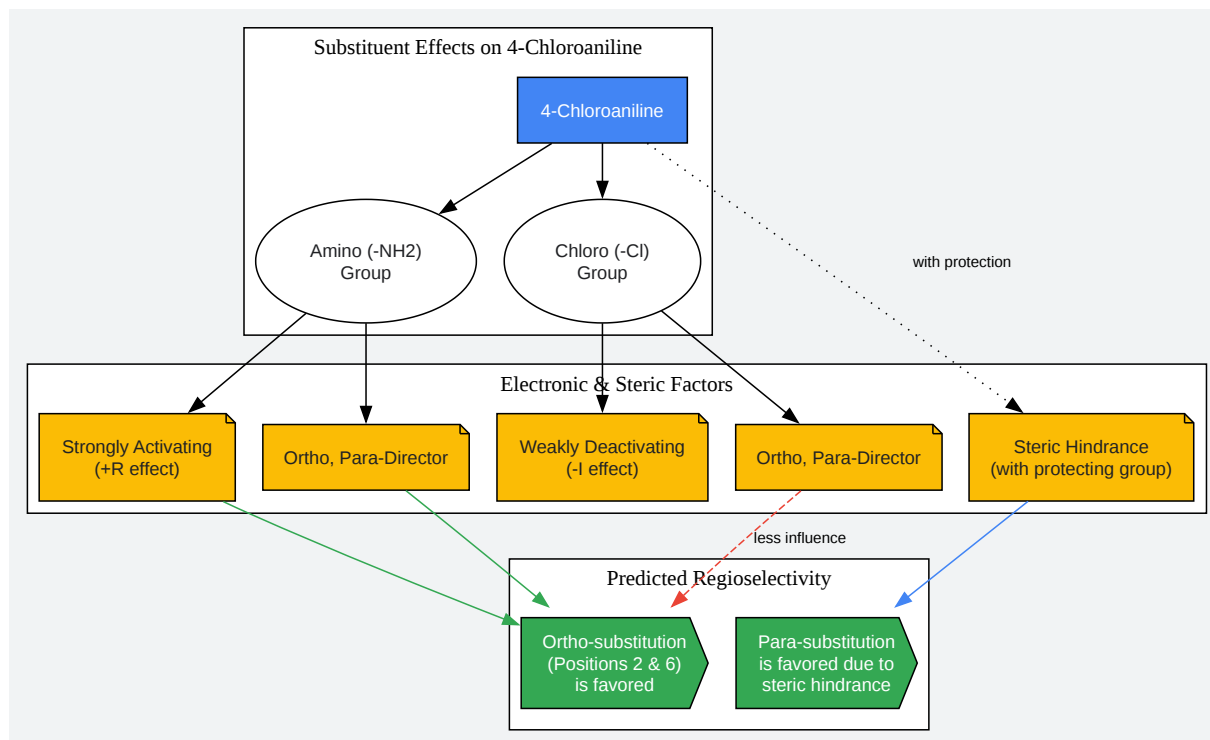 Substituent Effects on 4-Chloroaniline
4-Chloroaniline
Amino (-NH2)
Group
Chloro (-Cl)
Group
with protection
Electronic & Steric Factors
Strongly Activating
(+R effect)
Ortho, Para-Director
Weakly Deactivating
(-I effect)
Ortho, Para-Director
Steric Hindrance
(with protecting group)
less influence
Predicted Regioselectivity
Ortho-substitution
(Positions 2 & 6)
is favored
Para-substitution
is favored due to
steric hindrance